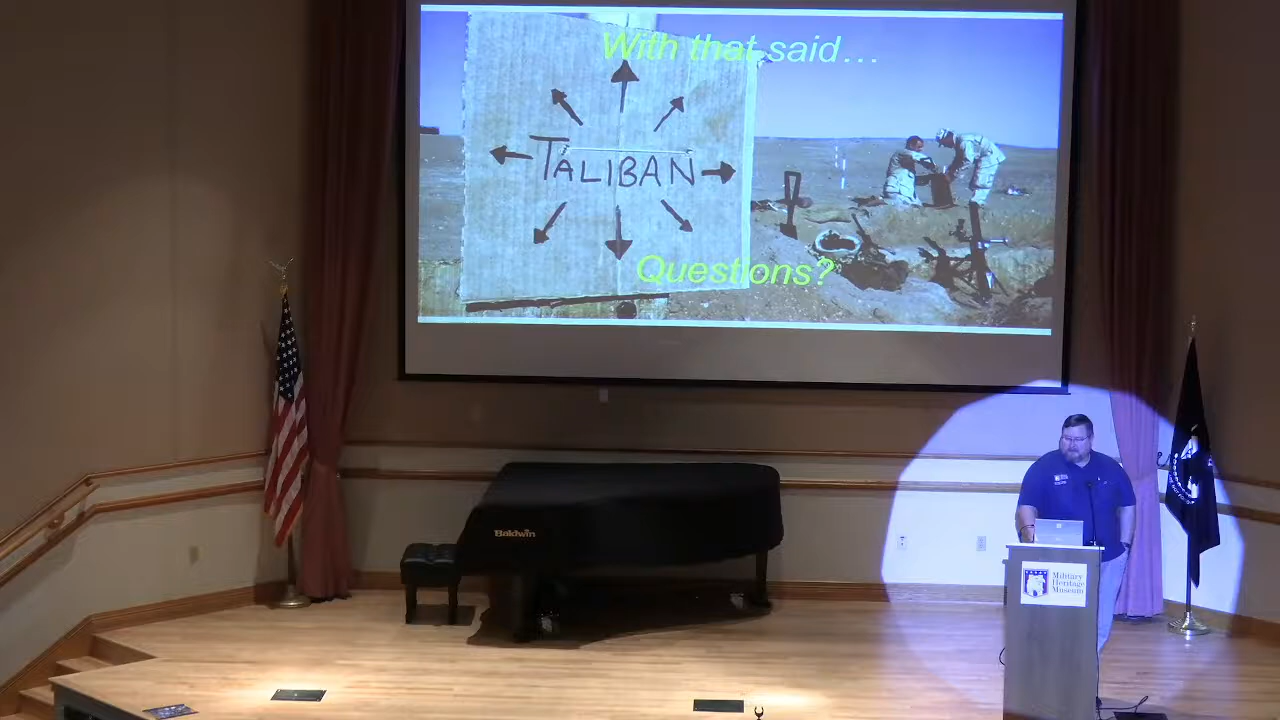 With that said…
TALIBAN
Questions?
Baldwin
Military
Heritage
Museum